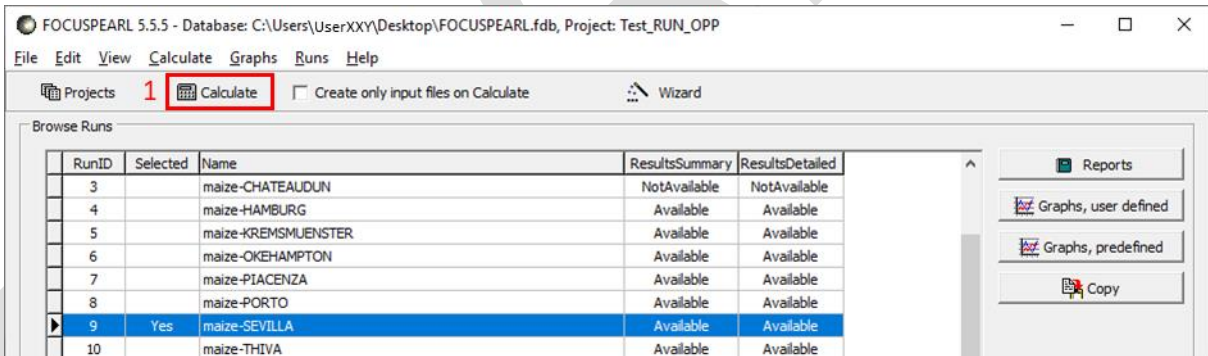 FOCUSPEARL 5.5.5 - Database: C:\Users\UserXXY\Desktop\FOCUSPEARL.fdb, Project: Test_RUN_OPP
File Edit View Calculate Graphs Runs Help
Projects 1 Calculate Create only input files on Calculate Wizard
Browse Runs
RunID Selected Name ResultsSummary ResultsDetailed
3 maize-CHATEAUDUN NotAvailable NotAvailable
Reports
4 maize-HAMBURG Available Available
Graphs, user defined
5 maize-KREMSMUENSTER Available Available
6 maize-OKEHAMPTON Available Available
Graphs, predefined
7 maize-PIACENZA Available Available
8 maize-PORTO Available Available
Copy
9 Yes maize-SEVILLA Available Available
10 maize-THIVA Available Available